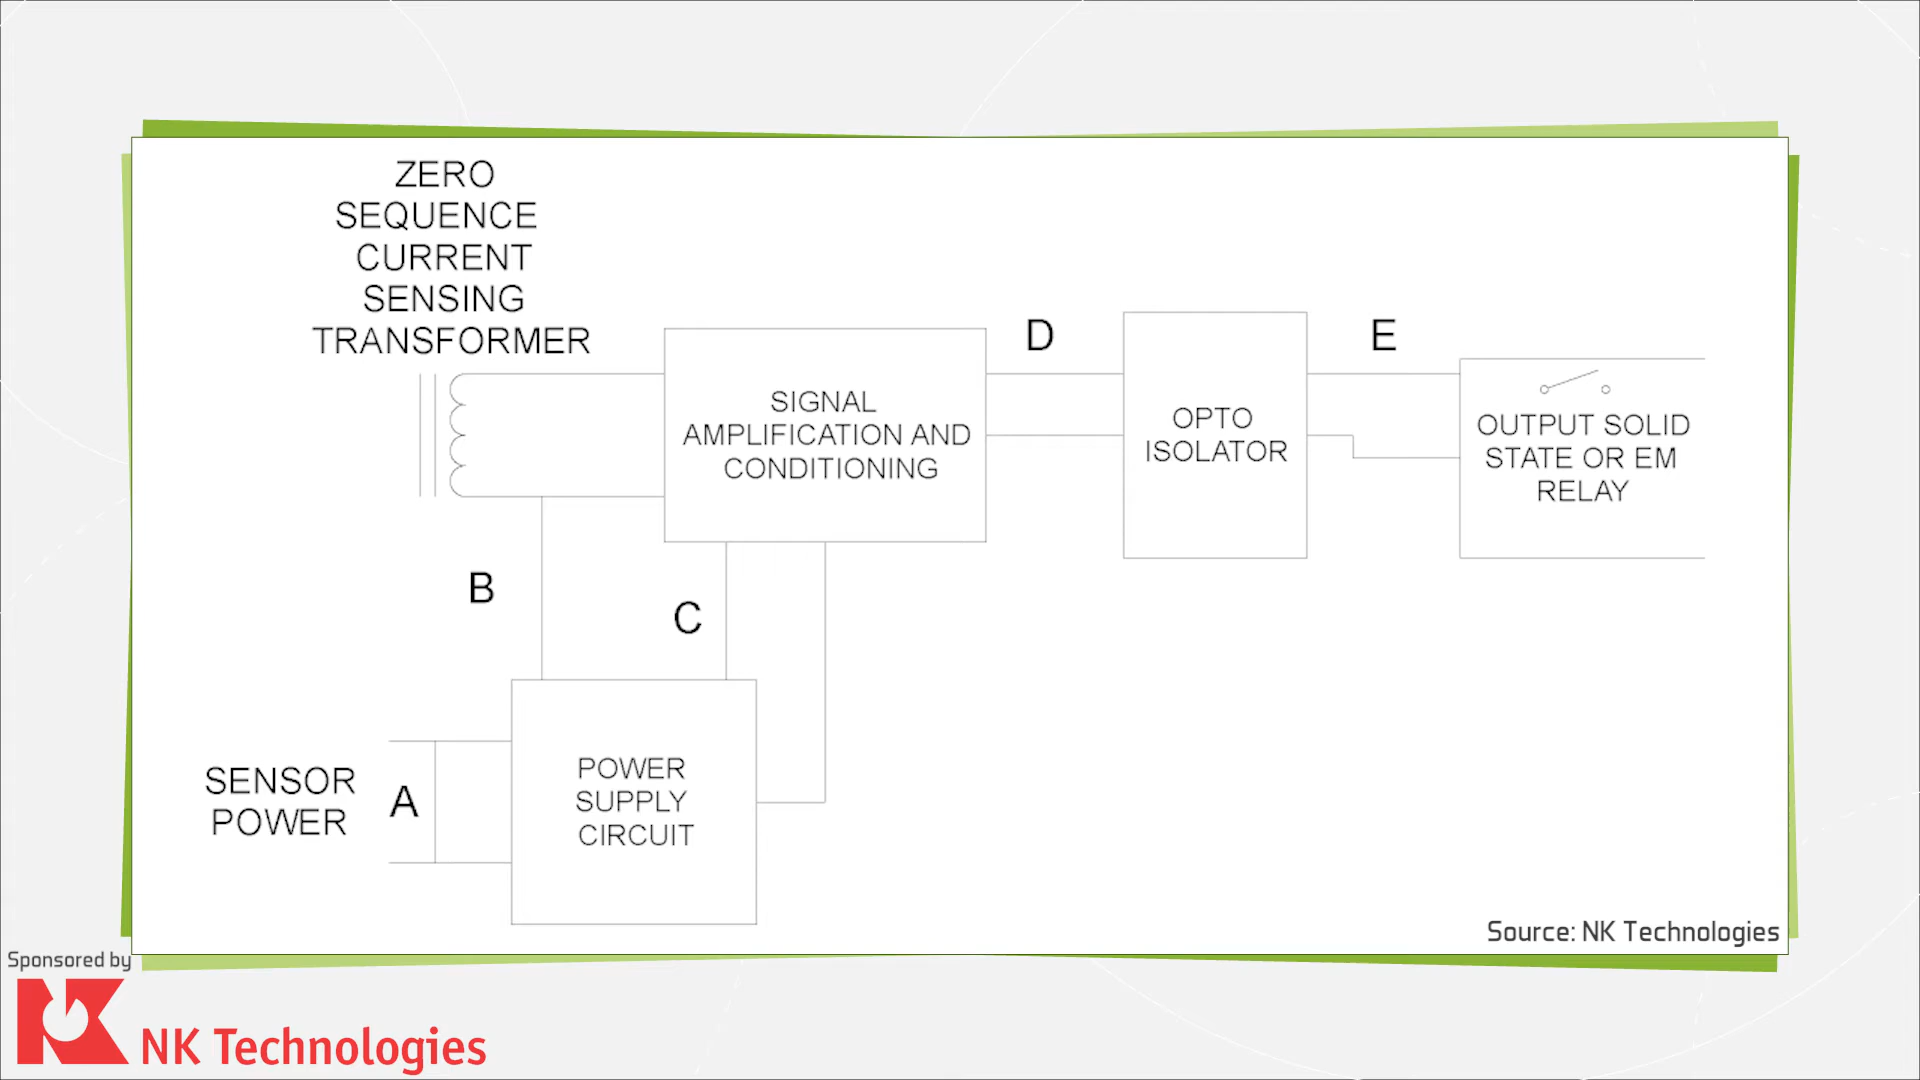 ZERO
SEQUENCE
CURRENT
SENSING
TRANSFORMER
SIGNAL
AMPLIFICATION AND
CONDITIONING
D
OPTO
ISOLATOR
E
OUTPUT SOLID
STATE OR EM
RELAY
B
C
SENSOR
POWER
A
POWER
SUPPLY
CIRCUIT
Source: NK Technologies
Sponsored by
NK Technologies